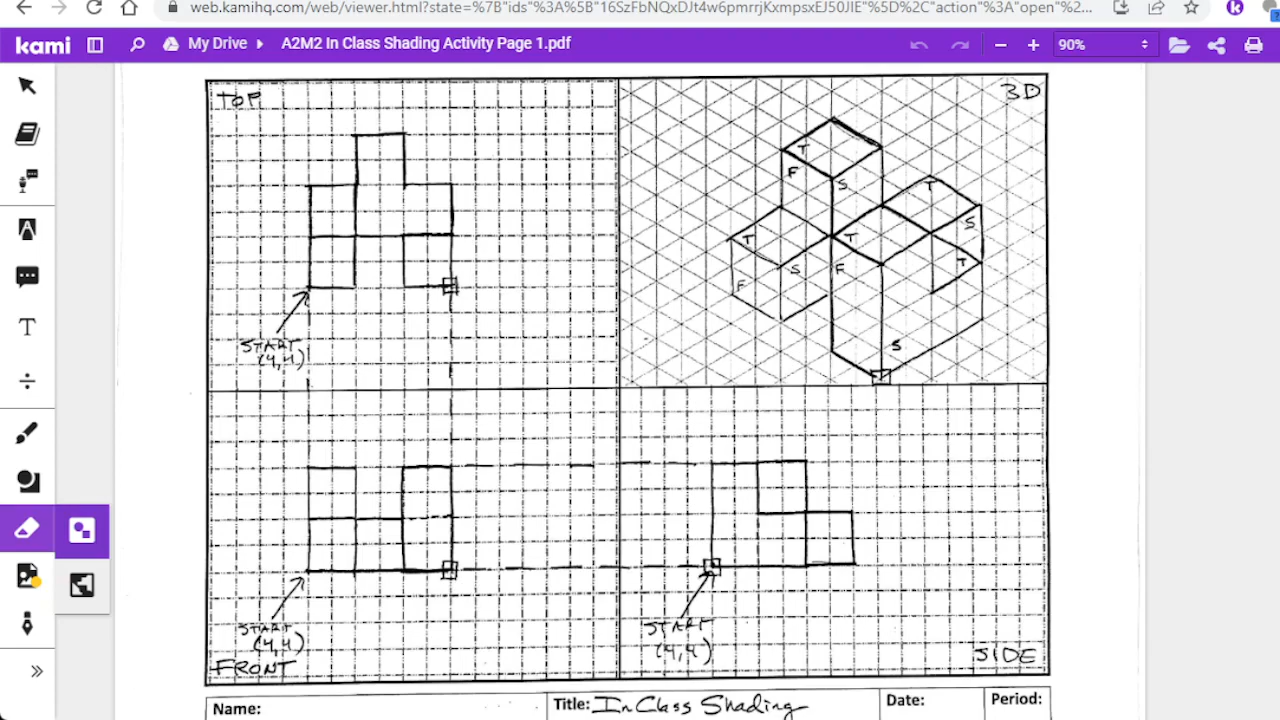 web.kamihq.com/web/viewer.html?state=%7B"ids"%3A%5B"16SzFbNQxDJt4w6pmrrjKxmpsxEJ50JIE"%5D%2C"action"%3A"open"%2...
kami
My Drive
A2M2 In Class Shading Activity Page 1.pdf
90%
TOP
3D
T
F
S
T
S
T
T
S
F
T
F
START
(4,4)
S
START
(4,4)
START
(4,4)
FRONT
SIDE
Name:
Title: In Class Shading
Date:
Period: